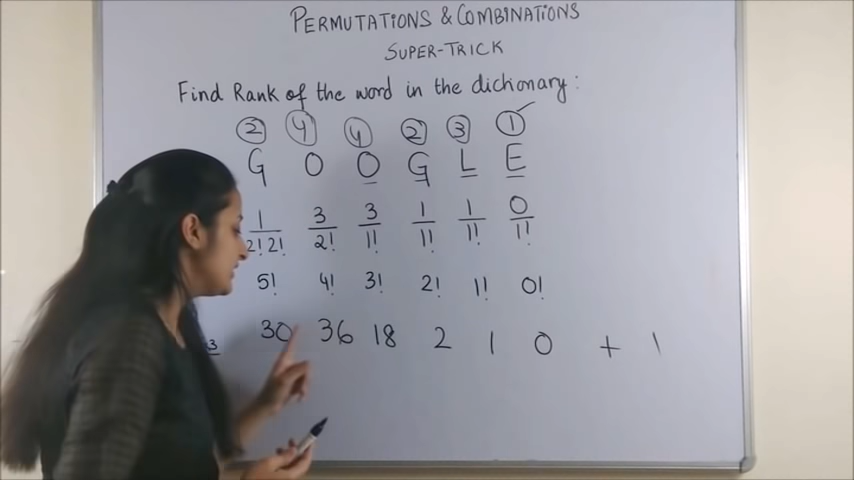 PERMUTATIONS & COMBINATIONS
SUPER-TRICK
Find Rank of the word in the dictionary:
2 4 4 2 3 1
G O O G L E
1/2!2! 3/2! 3/1! 1/1! 1/1! 0/1!
5! 4! 3! 2! 1! 0!
3 30 36 18 2 1 0 + 1